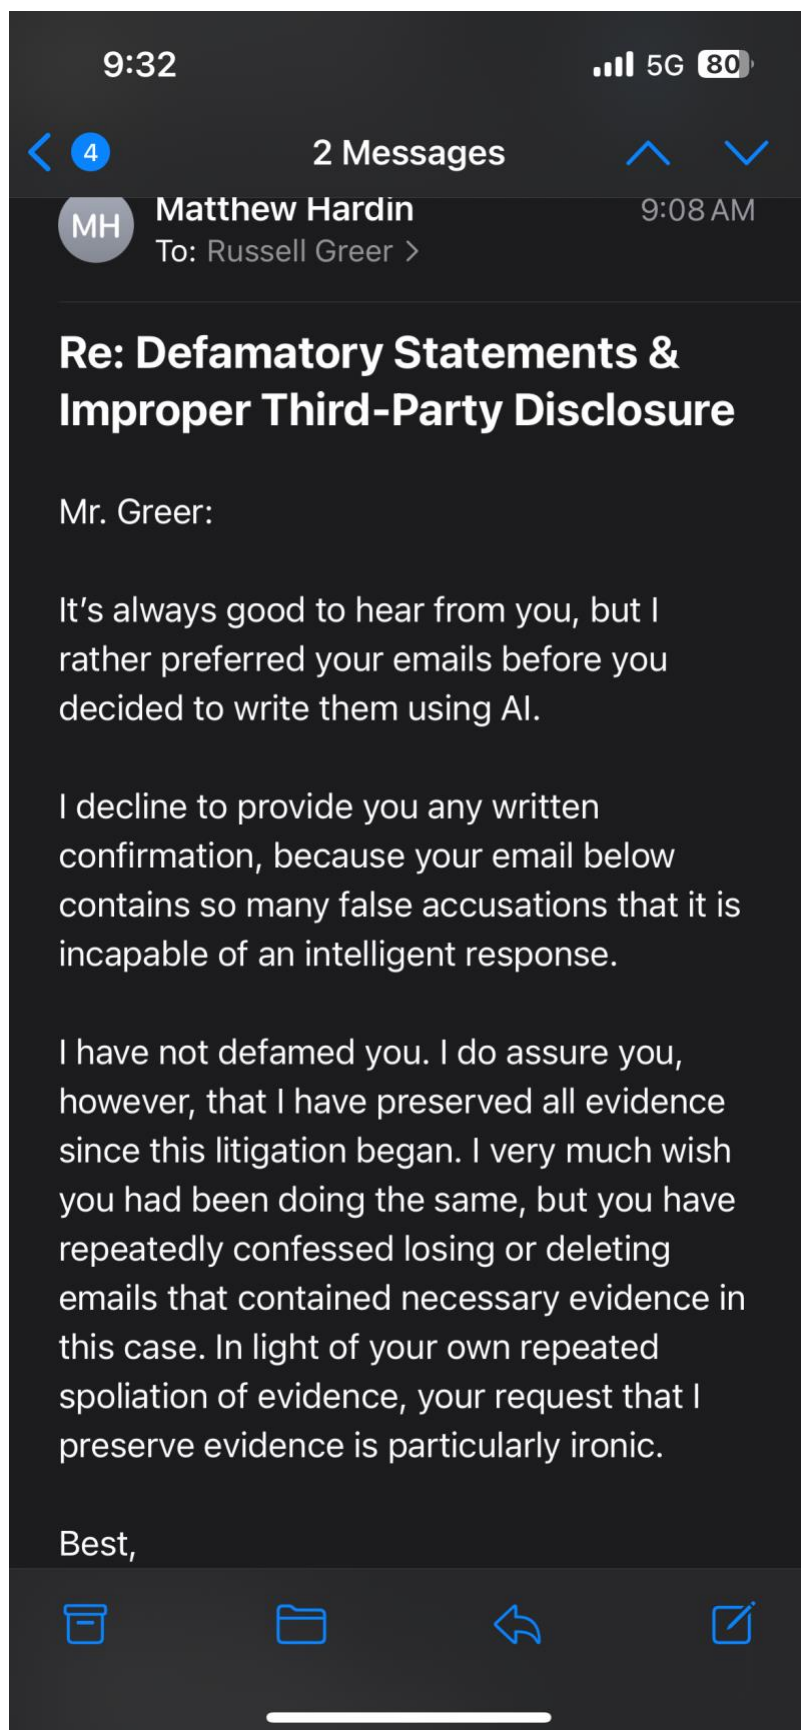 9:32
5G 80
4
2 Messages
MH
Matthew Hardin
9:08 AM
To: Russell Greer >
Re: Defamatory Statements &
Improper Third-Party Disclosure
Mr. Greer:
It’s always good to hear from you, but I
rather preferred your emails before you
decided to write them using AI.
I decline to provide you any written
confirmation, because your email below
contains so many false accusations that it is
incapable of an intelligent response.
I have not defamed you. I do assure you,
however, that I have preserved all evidence
since this litigation began. I very much wish
you had been doing the same, but you have
repeatedly confessed losing or deleting
emails that contained necessary evidence in
this case. In light of your own repeated
spoliation of evidence, your request that I
preserve evidence is particularly ironic.
Best,